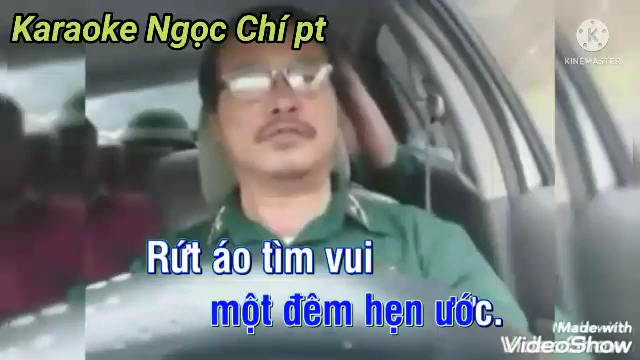 Karaoke Ngọc Chí pt
KINEMASTER
Rứt áo tìm vui
một đêm hẹn ước.
Made with
VideoShow